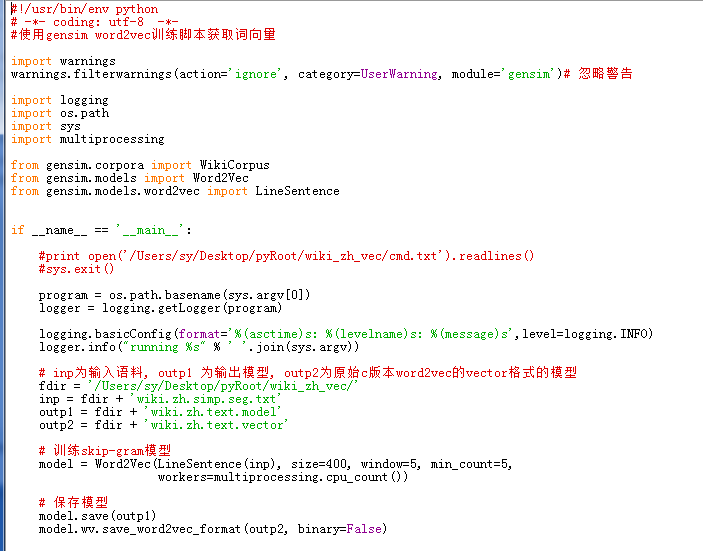 #!/usr/bin/env python
# -*- coding: utf-8  -*-
#使用gensim word2vec训练脚本获取词向量

import warnings
warnings.filterwarnings(action='ignore', category=UserWarning, module='gensim')# 忽略警告

import logging
import os.path
import sys
import multiprocessing

from gensim.corpora import WikiCorpus
from gensim.models import Word2Vec
from gensim.models.word2vec import LineSentence


if __name__ == '__main__':

    #print open('/Users/sy/Desktop/pyRoot/wiki_zh_vec/cmd.txt').readlines()
    #sys.exit()

    program = os.path.basename(sys.argv[0])
    logger = logging.getLogger(program)

    logging.basicConfig(format='%(asctime)s: %(levelname)s: %(message)s',level=logging.INFO)
    logger.info("running %s" % ' '.join(sys.argv))

    # inp为输入语料, outp1 为输出模型, outp2为原始c版本word2vec的vector格式的模型
    fdir = '/Users/sy/Desktop/pyRoot/wiki_zh_vec/'
    inp = fdir + 'wiki.zh.simp.seg.txt'
    outp1 = fdir + 'wiki.zh.text.model'
    outp2 = fdir + 'wiki.zh.text.vector'

    # 训练skip-gram模型
    model = Word2Vec(LineSentence(inp), size=400, window=5, min_count=5,
                     workers=multiprocessing.cpu_count())

    # 保存模型
    model.save(outp1)
    model.wv.save_word2vec_format(outp2, binary=False)